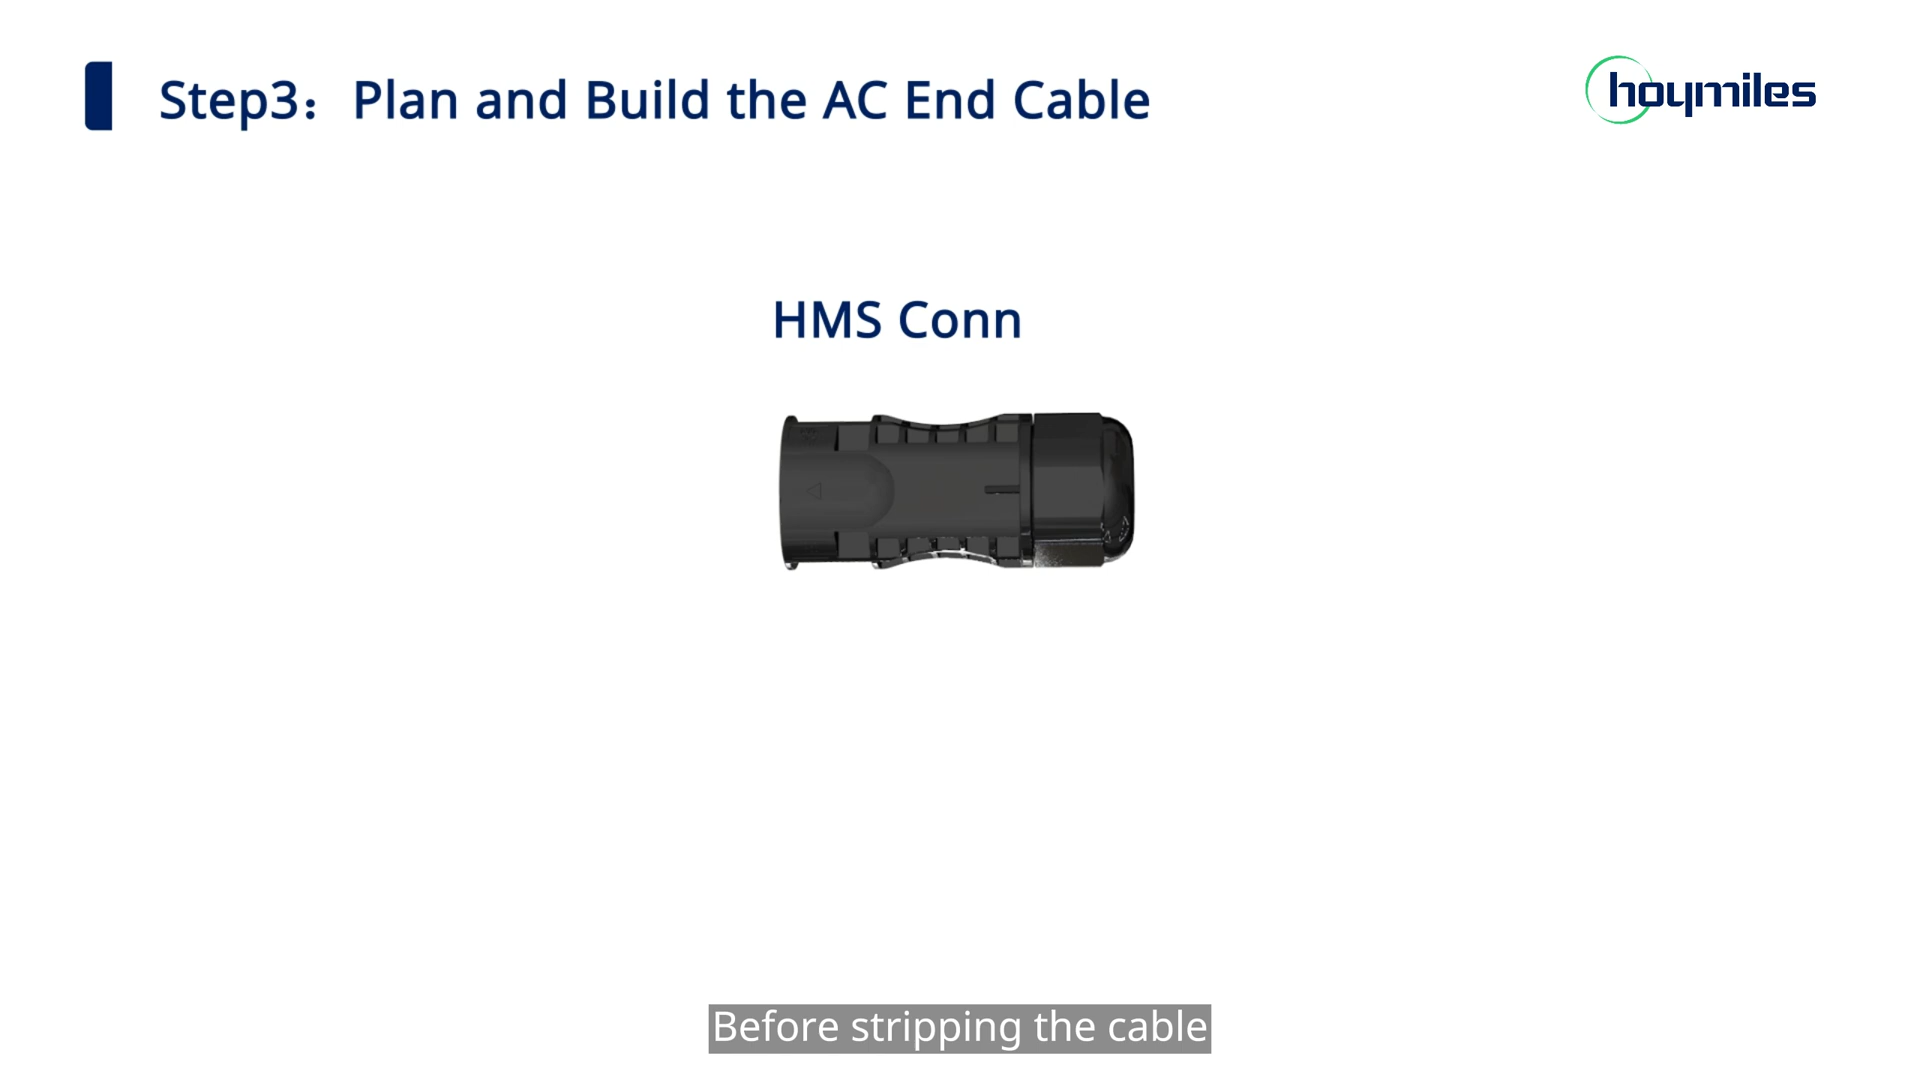 Step3：Plan and Build the AC End Cable
hoymiles
HMS Conn
Before stripping the cable